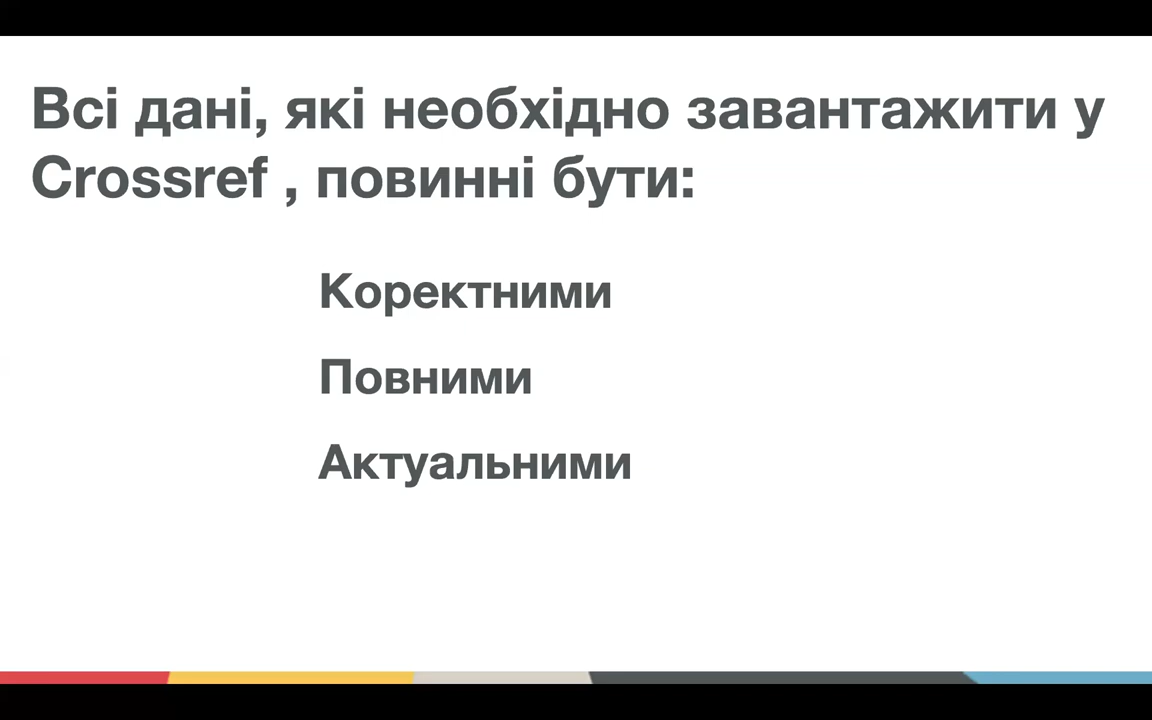 Всі дані, які необхідно завантажити у
Crossref , повинні бути:
Коректними
Повними
Актуальними